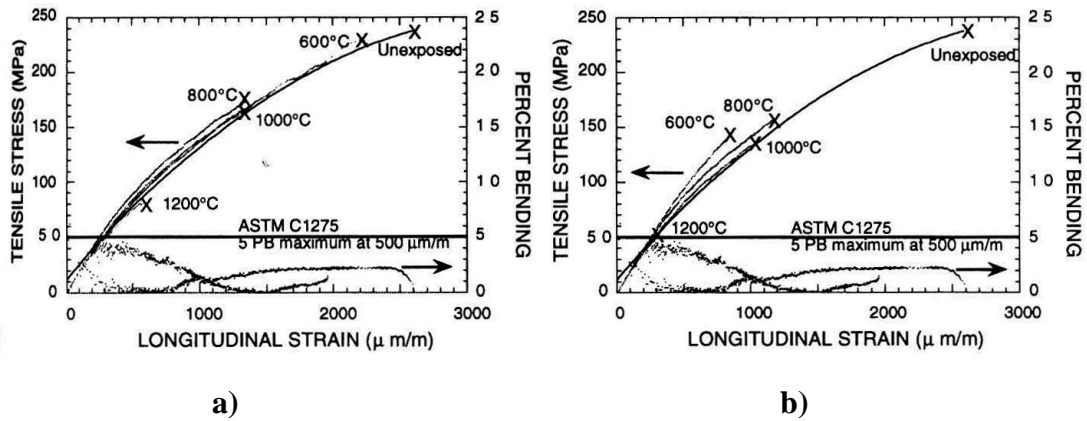 250
200
150
100
50
0
TENSILE STRESS (MPa)
600°C
Unexposed
800°C
1000°C
1200°C
ASTM C1275
5 PB maximum at 500 µm/m
25
20
15
10
5
0
PERCENT BENDING
0 1000 2000 3000
LONGITUDINAL STRAIN (µ m/m)
a)
250
200
150
100
50
0
TENSILE STRESS (MPa)
Unexposed
800°C
600°C
1000°C
1200°C
ASTM C1275
5 PB maximum at 500 µm/m
25
20
15
10
5
0
PERCENT BENDING
0 1000 2000 3000
LONGITUDINAL STRAIN (µ m/m)
b)